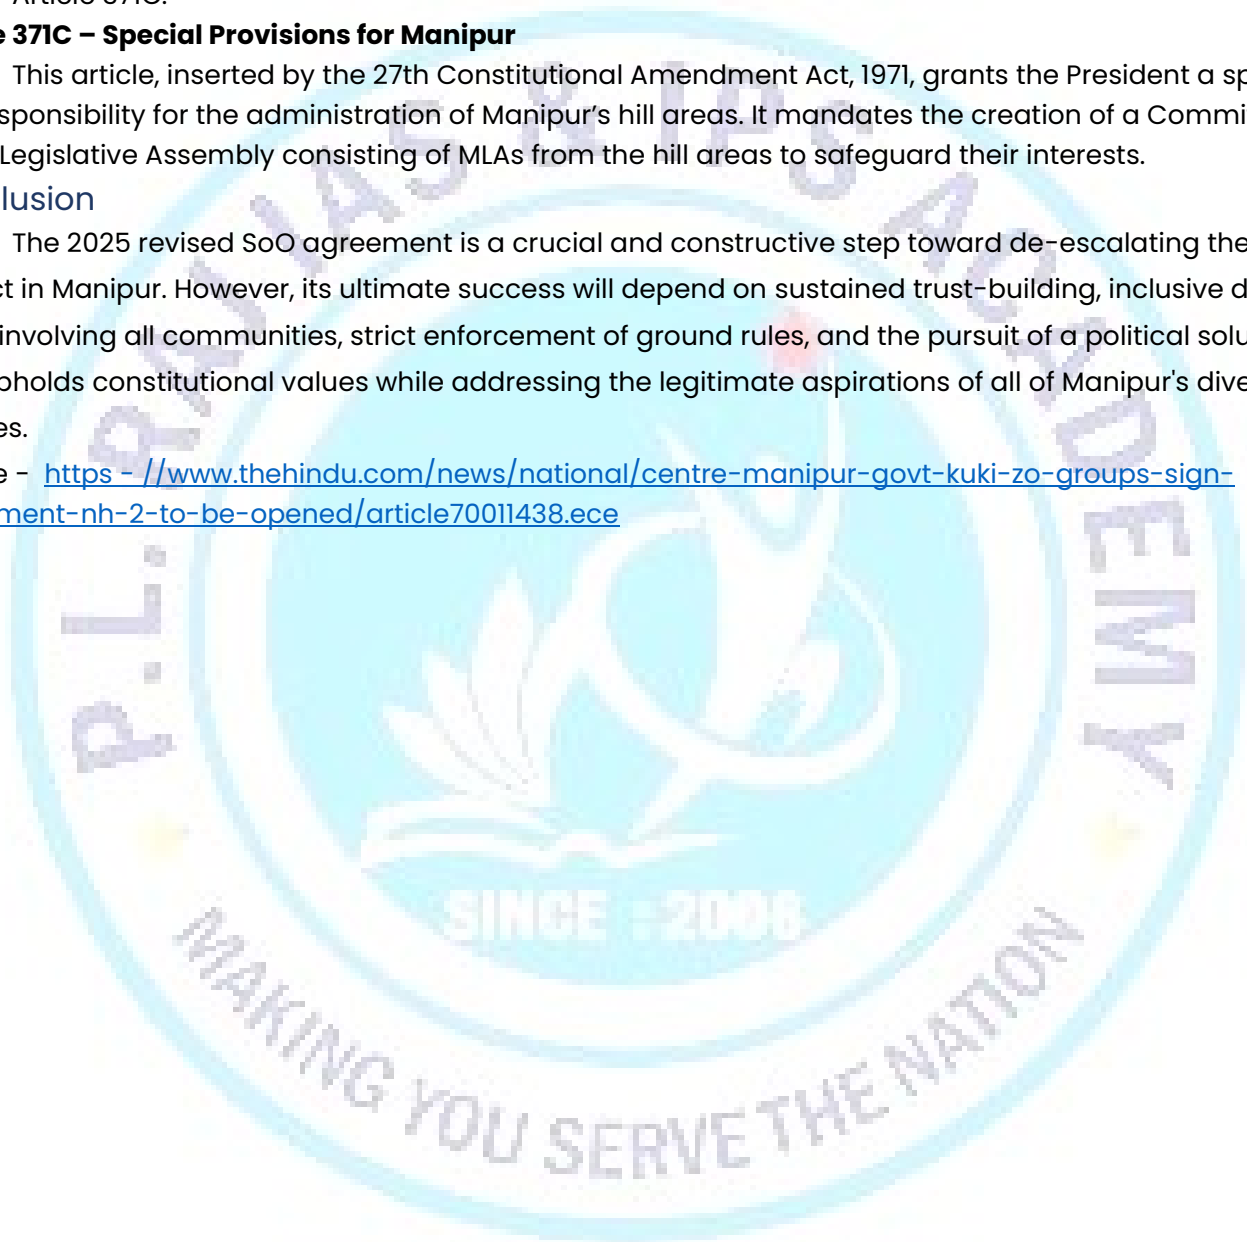 Article 371C.
e 371C – Special Provisions for Manipur
This article, inserted by the 27th Constitutional Amendment Act, 1971, grants the President a sp
sponsibility for the administration of Manipur’s hill areas. It mandates the creation of a Commi
Legislative Assembly consisting of MLAs from the hill areas to safeguard their interests.
lusion
The 2025 revised SoO agreement is a crucial and constructive step toward de-escalating the
ct in Manipur. However, its ultimate success will depend on sustained trust-building, inclusive d
involving all communities, strict enforcement of ground rules, and the pursuit of a political solu
pholds constitutional values while addressing the legitimate aspirations of all of Manipur's dive
es.
e - https - //www.thehindu.com/news/national/centre-manipur-govt-kuki-zo-groups-sign-
ment-nh-2-to-be-opened/article70011438.ece
P.L. RAJ IAS & IPS ACADEMY
SINCE - 2008
MAKING YOU SERVE THE NATION